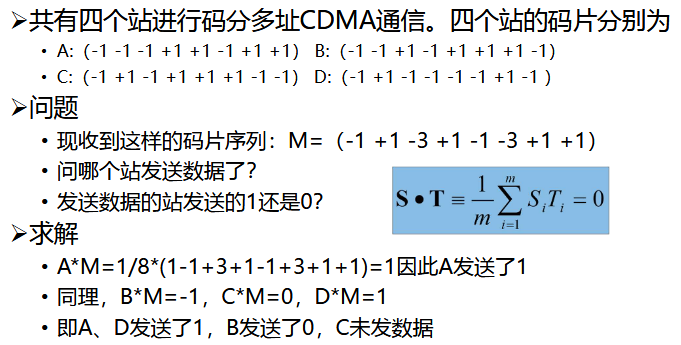 ➢共有四个站进行码分多址CDMA通信。四个站的码片分别为
• A:(-1 -1 -1 +1 +1 -1 +1 +1) B:(-1 -1 +1 -1 +1 +1 +1 -1)
• C:(-1 +1 -1 +1 +1 +1 -1 -1) D:(-1 +1 -1 -1 -1 -1 +1 -1 )
➢问题
• 现收到这样的码片序列:M=(-1 +1 -3 +1 -1 -3 +1 +1)
• 问哪个站发送数据了?
• 发送数据的站发送的1还是0?
S • T ≡ \frac{1}{m} \sum_{i=1}^{m} S_i T_i = 0
➢求解
• A*M=1/8*(1-1+3+1-1+3+1+1)=1因此A发送了1
• 同理,B*M=-1,C*M=0,D*M=1
• 即A、D发送了1,B发送了0,C未发数据